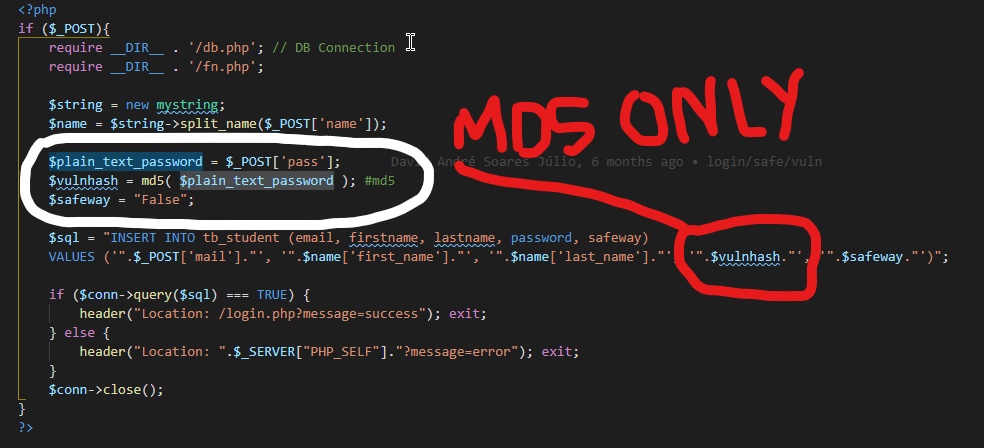 <?php
if ($_POST){
require __DIR__ . '/db.php'; // DB Connection
require __DIR__ . '/fn.php';
$string = new mystring;
$name = $string->split_name($_POST['name']);
MD5 ONLY
$plain_text_password = $_POST['pass']; André Soares Júlio, 6 months ago • login/safe/vuln
$vulnhash = md5( $plain_text_password ); #md5
$safeway = "False";
$sql = "INSERT INTO tb_student (email, firstname, lastname, password, safeway)
VALUES ('".$_POST['mail']."', '".$name['first_name']."', '".$name['last_name']."' '".$vulnhash."', '".$safeway."')";
if ($conn->query($sql) === TRUE) {
header("Location: /login.php?message=success"); exit;
} else {
header("Location: ".$_SERVER["PHP_SELF"]."?message=error"); exit;
}
$conn->close();
}
?>